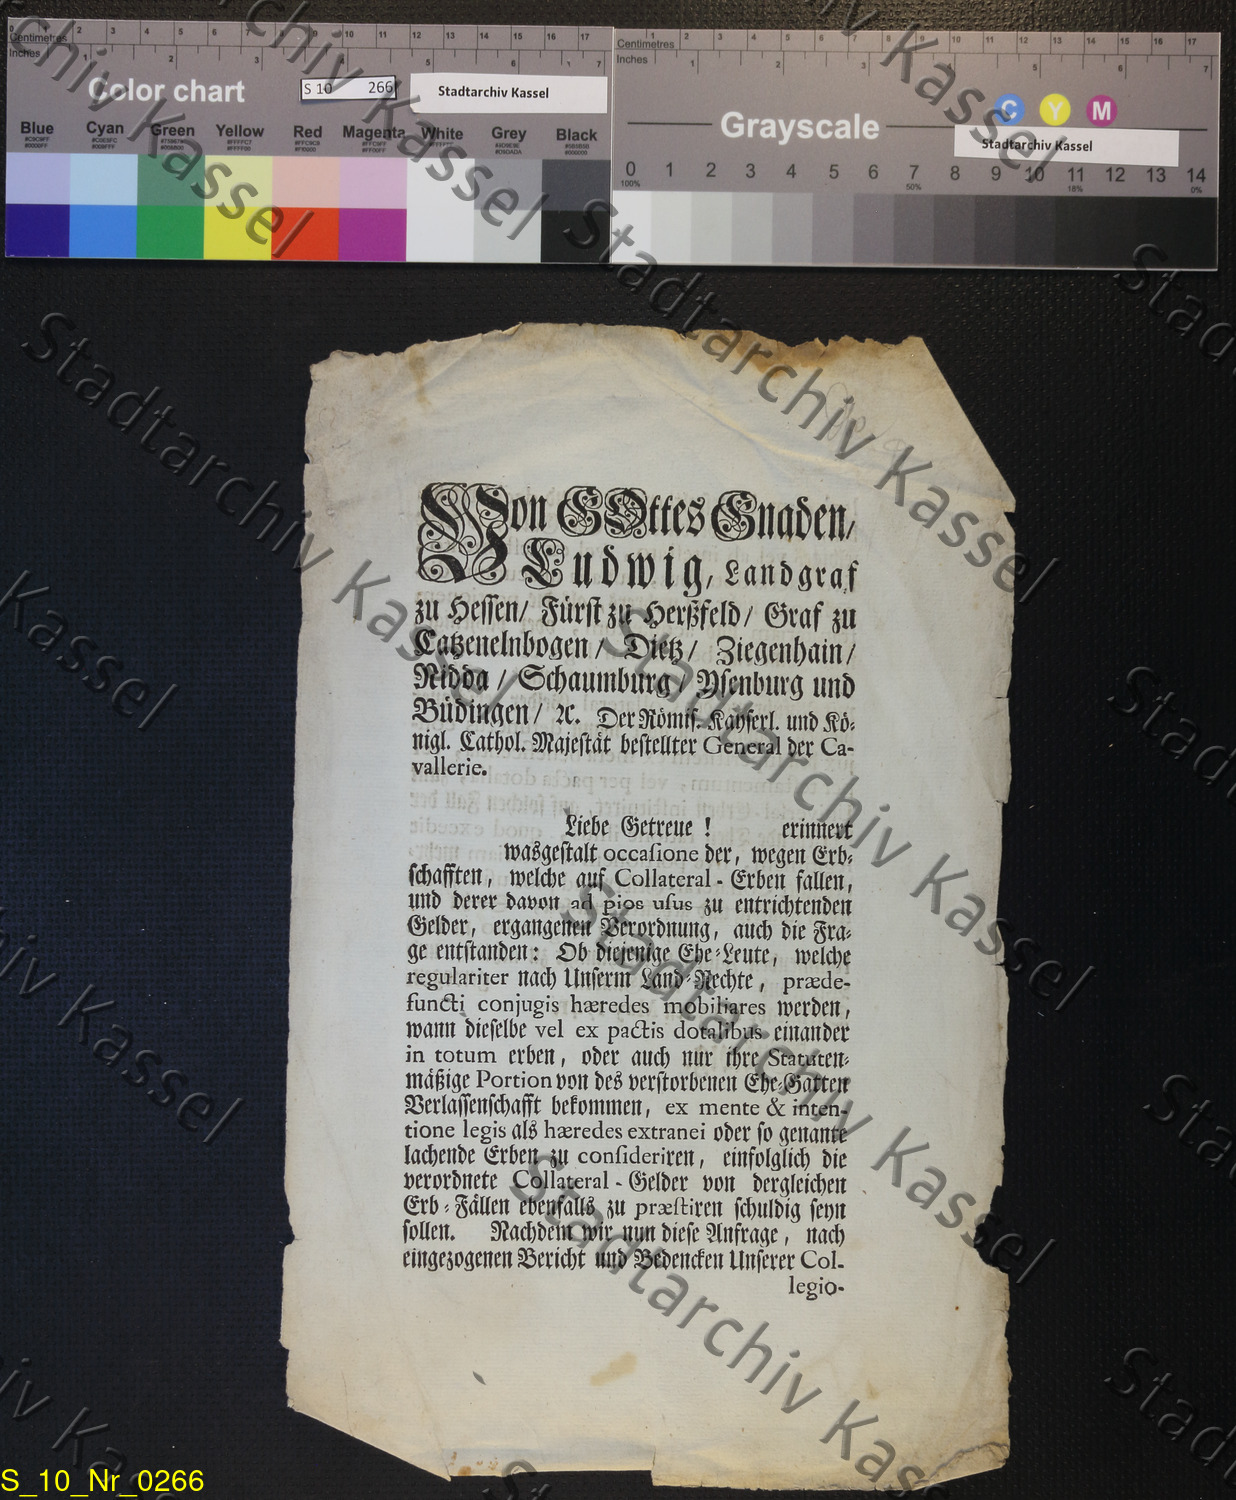 Centimetres
Inches
Color chart
S 10 266
Stadtarchiv Kassel
Blue Cyan Green Yellow Red Magenta White Grey Black
Centimetres
Inches
Grayscale
C Y M
Stadtarchiv Kassel
0 1 2 3 4 5 6 7 8 9 10 11 12 13 14
100% 50% 18% 0%
Von GOttes Gnaden/
Ludwig, Landgraf
zu Hessen/ Fürst zu Herßfeld/ Graf zu
Catzenelnbogen/ Dietz/ Ziegenhain/
Nidda/ Schaumburg/ Ysenburg und
Büdingen/ ꝛc. Der Römis. Kayserl. und Kö-
nigl. Cathol. Majestät bestellter General der Ca-
vallerie.
Liebe Getreue! erinnert
wasgestalt occasione der, wegen Erb-
schafften, welche auf Collateral-Erben fallen,
und derer davon ad pios usus zu entrichtenden
Gelder, ergangenen Verordnung, auch die Fra-
ge entstanden: Ob diejenige Ehe-Leute, welche
regulariter nach Unserm Land-Rechte, præde-
functi conjugis hæredes mobiliares werden,
wann dieselbe vel ex pactis dotalibus einander
in totum erben, oder auch nur ihre Statuten-
mäßige Portion von des verstorbenen Ehe-Gatten
Verlassenschafft bekommen, ex mente & inten-
tione legis als hæredes extranei oder so genante
lachende Erben zu consideriren, einfolglich die
verordnete Collateral-Gelder von dergleichen
Erb-Fällen ebenfalls zu præstiren schuldig seyn
sollen. Nachdem wir nun diese Anfrage, nach
eingezogenen Bericht und Bedencken Unserer Col-
legio-
S_10_Nr_0266